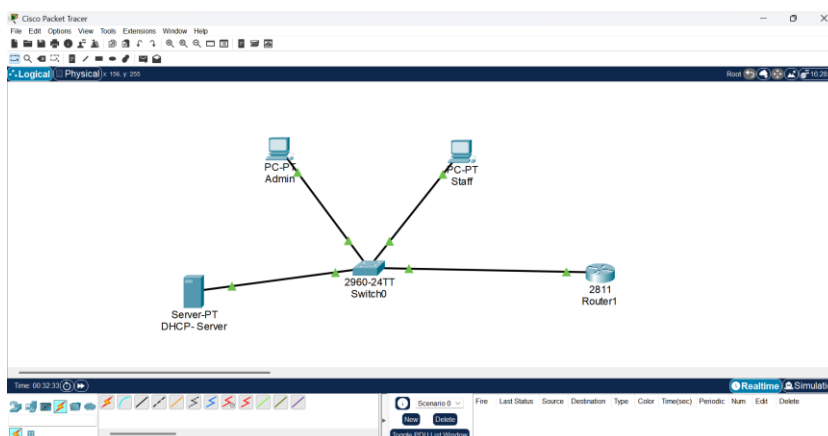 Cisco Packet Tracer
File Edit Options View Tools Extensions Window Help
Logical Physical x: 156, y: 255 Root 16:28
PC-PT
Admin
PC-PT
Staff
2960-24TT
Switch0
2811
Router1
Server-PT
DHCP- Server
Time: 00:32:33 Realtime Simulati
Scenario 0 Fire Last Status Source Destination Type Color Time(sec) Periodic Num Edit Delete
New Delete
Toggle PDU List Window